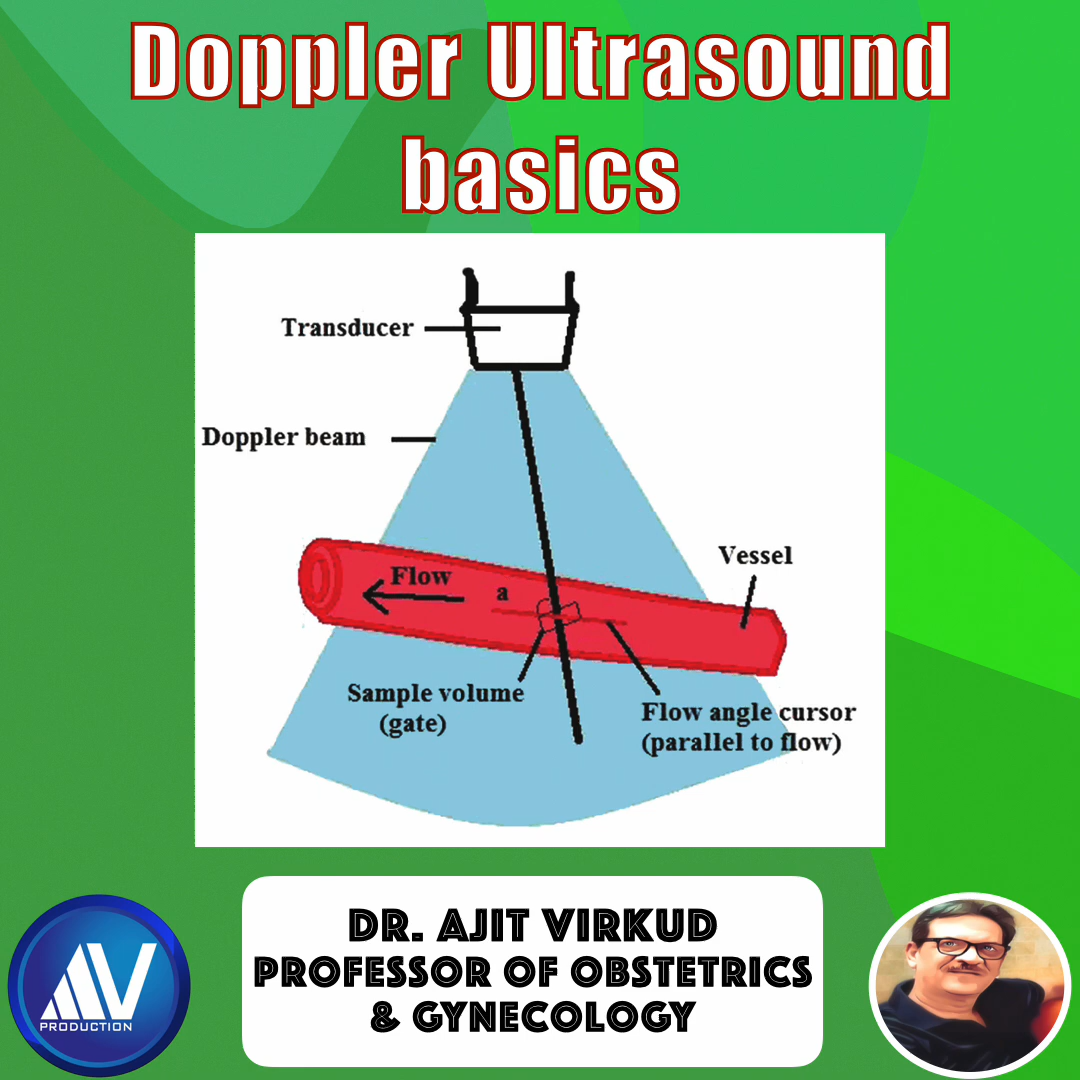 Doppler Ultrasound
basics
Transducer
Doppler beam
Vessel
Flow
a
Sample volume
(gate)
Flow angle cursor
(parallel to flow)
AV
PRODUCTION
DR. AJIT VIRKUD
PROFESSOR OF OBSTETRICS
& GYNECOLOGY